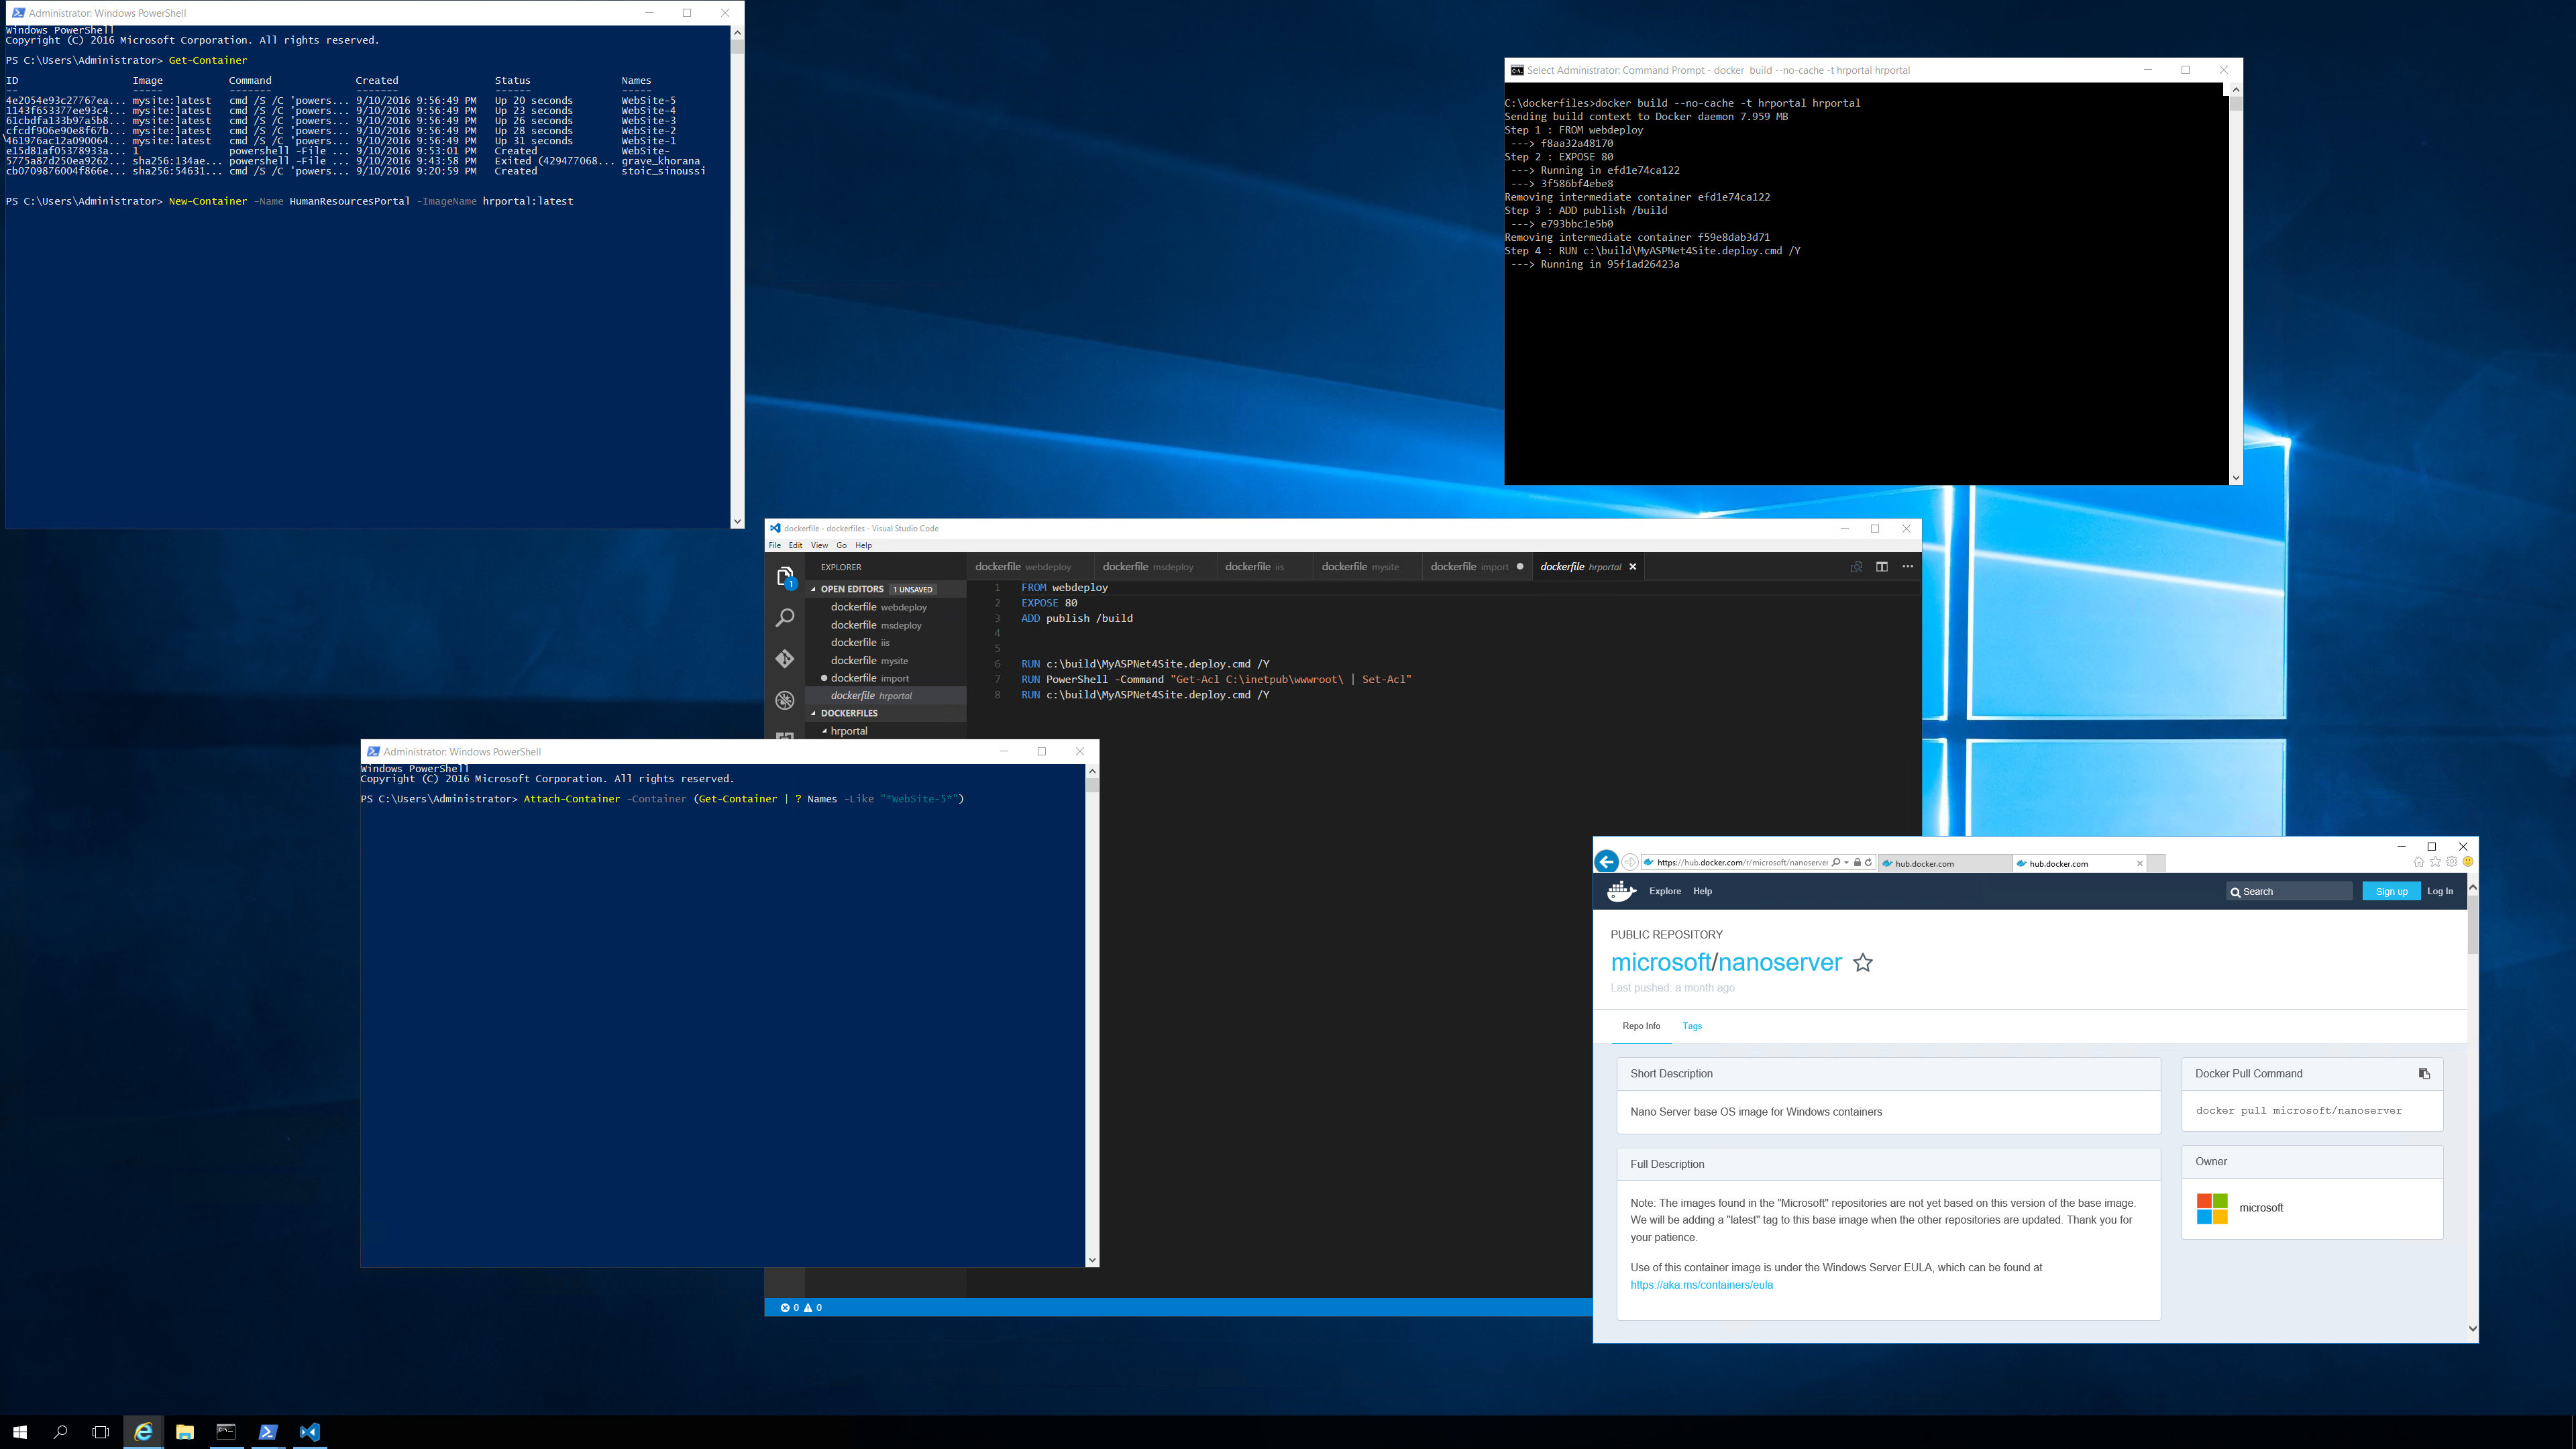 Administrator: Windows PowerShell
Windows PowerShell
Copyright (C) 2016 Microsoft Corporation. All rights reserved.
PS C:\Users\Administrator> Get-Container
ID Image Command Created Status Names
-- ----- ------- ------- ------ -----
4e2054e93c27767ea... mysite:latest cmd /S /C 'powers... 9/10/2016 9:56:49 PM Up 20 seconds WebSite-5
1143f653377ee93c4... mysite:latest cmd /S /C 'powers... 9/10/2016 9:56:49 PM Up 23 seconds WebSite-4
61cbdfa133b97a5b8... mysite:latest cmd /S /C 'powers... 9/10/2016 9:56:49 PM Up 26 seconds WebSite-3
cfcdf906e90e8f67b... mysite:latest cmd /S /C 'powers... 9/10/2016 9:56:49 PM Up 28 seconds WebSite-2
461976ac12a090064... mysite:latest cmd /S /C 'powers... 9/10/2016 9:56:49 PM Up 31 seconds WebSite-1
e15d81af05378933a... 1 powershell -File ... 9/10/2016 9:53:01 PM Created WebSite-
5775a87d250ea9262... sha256:134ae... powershell -File ... 9/10/2016 9:43:58 PM Exited (429477068... grave_khorana
cb0709876004f866e... sha256:54631... cmd /S /C 'powers... 9/10/2016 9:20:59 PM Created stoic_sinoussi
PS C:\Users\Administrator> New-Container -Name HumanResourcesPortal -ImageName hrportal:latest
Select Administrator: Command Prompt - docker build --no-cache -t hrportal hrportal
C:\dockerfiles>docker build --no-cache -t hrportal hrportal
Sending build context to Docker daemon 7.959 MB
Step 1 : FROM webdeploy
---> f8aa32a48170
Step 2 : EXPOSE 80
---> Running in efd1e74ca122
---> 3f586bf4ebe8
Removing intermediate container efd1e74ca122
Step 3 : ADD publish /build
---> e793bbc1e5b0
Removing intermediate container f59e8dab3d71
Step 4 : RUN c:\build\MyASPNet4Site.deploy.cmd /Y
---> Running in 95f1ad26423a
dockerfile - dockerfiles - Visual Studio Code
File Edit View Go Help
EXPLORER
1
OPEN EDITORS 1 UNSAVED
dockerfile webdeploy
dockerfile msdeploy
dockerfile iis
dockerfile mysite
dockerfile import
dockerfile hrportal
DOCKERFILES
hrportal
dockerfile webdeploy dockerfile msdeploy dockerfile iis dockerfile mysite dockerfile import dockerfile hrportal
1 FROM webdeploy
2 EXPOSE 80
3 ADD publish /build
4
5
6 RUN c:\build\MyASPNet4Site.deploy.cmd /Y
7 RUN PowerShell -Command "Get-Acl C:\inetpub\wwwroot\ | Set-Acl"
8 RUN c:\build\MyASPNet4Site.deploy.cmd /Y
0 0
Administrator: Windows PowerShell
Windows PowerShell
Copyright (C) 2016 Microsoft Corporation. All rights reserved.
PS C:\Users\Administrator> Attach-Container -Container (Get-Container | ? Names -Like "*WebSite-5*")
https://hub.docker.com/r/microsoft/nanoserver hub.docker.com hub.docker.com
Explore Help Search Sign up Log In
PUBLIC REPOSITORY
microsoft/nanoserver
Last pushed: a month ago
Repo Info Tags
Short Description
Nano Server base OS image for Windows containers
Full Description
Note: The images found in the "Microsoft" repositories are not yet based on this version of the base image.
We will be adding a "latest" tag to this base image when the other repositories are updated. Thank you for
your patience.
Use of this container image is under the Windows Server EULA, which can be found at
https://aka.ms/containers/eula
Docker Pull Command
docker pull microsoft/nanoserver
Owner
microsoft